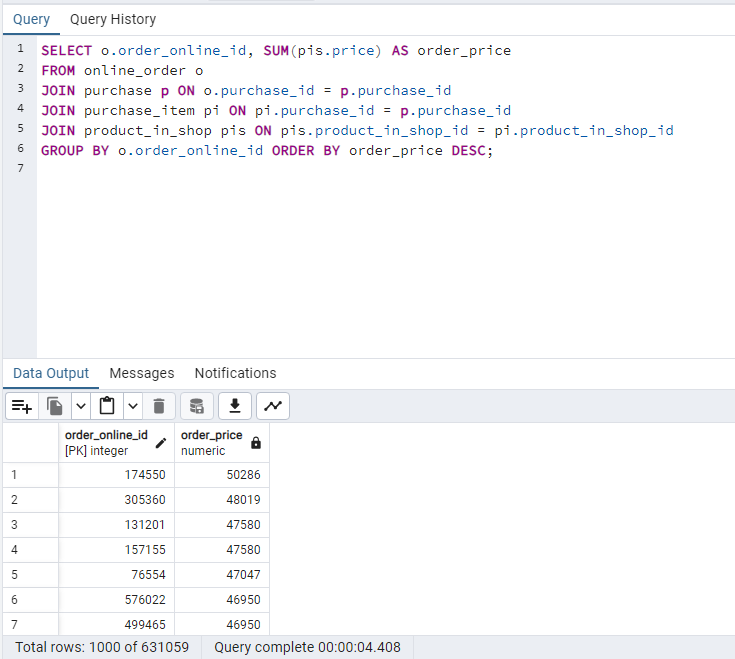 Query Query History
1 SELECT o.order_online_id, SUM(pis.price) AS order_price
2 FROM online_order o
3 JOIN purchase p ON o.purchase_id = p.purchase_id
4 JOIN purchase_item pi ON pi.purchase_id = p.purchase_id
5 JOIN product_in_shop pis ON pis.product_in_shop_id = pi.product_in_shop_id
6 GROUP BY o.order_online_id ORDER BY order_price DESC;
7
Data Output Messages Notifications
order_online_id order_price
[PK] integer numeric
1 174550 50286
2 305360 48019
3 131201 47580
4 157155 47580
5 76554 47047
6 576022 46950
7 499465 46950
Total rows: 1000 of 631059 Query complete 00:00:04.408